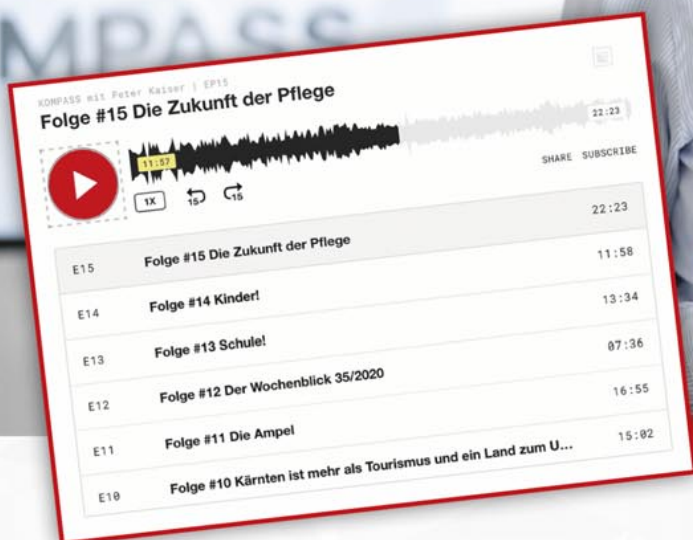 KOMPASS mit Peter Kaiser | EP15
Folge #15 Die Zukunft der Pflege
11:57
22:23
1X
15
15
SHARE SUBSCRIBE
E15 Folge #15 Die Zukunft der Pflege 22:23
E14 Folge #14 Kinder! 11:58
E13 Folge #13 Schule! 13:34
E12 Folge #12 Der Wochenblick 35/2020 07:36
E11 Folge #11 Die Ampel 16:55
E10 Folge #10 Kärnten ist mehr als Tourismus und ein Land zum U... 15:02